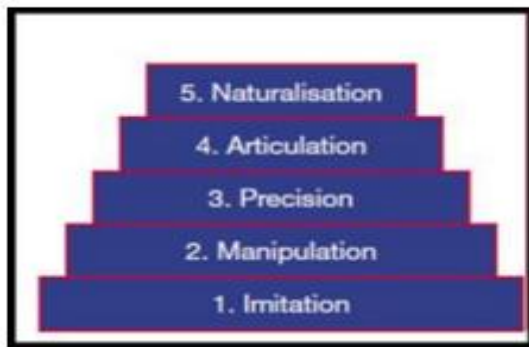 5. Naturalisation
4. Articulation
3. Precision
2. Manipulation
1. Imitation